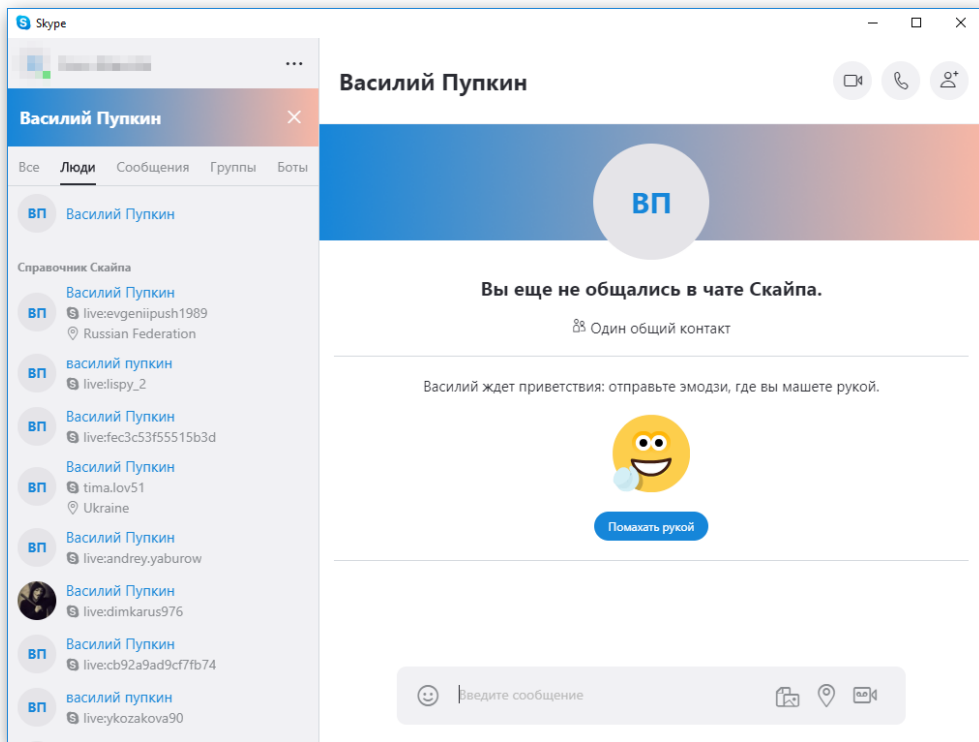 Skype
Василий Пупкин
Все Люди Сообщения Группы Боты
ВП Василий Пупкин
Справочник Скайпа
Василий Пупкин
ВП live:evgeniipush1989
Russian Federation
василий пупкин
ВП live:lispy_2
Василий Пупкин
ВП live:fec3c53f55515b3d
Василий Пупкин
ВП tima.lov51
Ukraine
Василий Пупкин
ВП live:andrey.yaburow
Василий Пупкин
live:dimkarus976
Василий Пупкин
ВП live:cb92a9ad9cf7fb74
василий пупкин
ВП live:ykozakova90
Василий Пупкин
ВП
Вы еще не общались в чате Скайпа.
Один общий контакт
Василий ждет приветствия: отправьте эмодзи, где вы машете рукой.
Помахать рукой
Введите сообщение